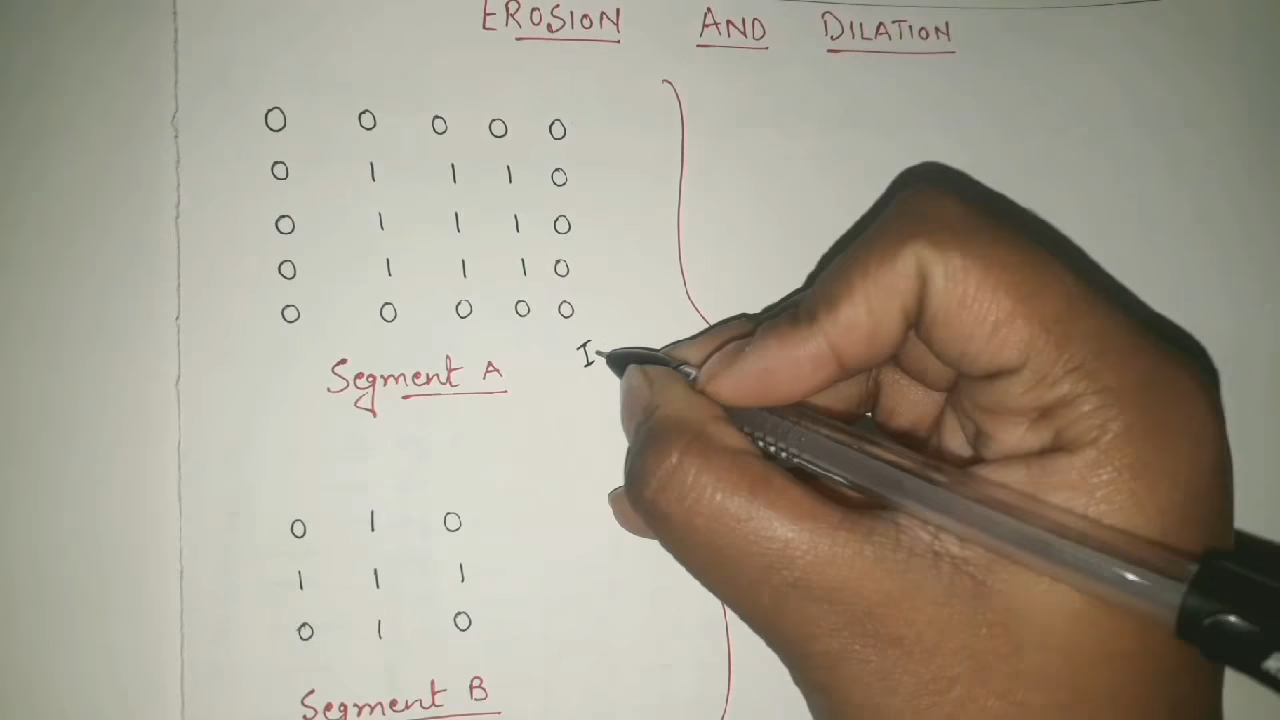 EROSION AND DILATION
0 0 0 0 0
0 1 1 1 0
0 1 1 1 0
0 1 1 1 0
0 0 0 0 0
I
Segment A
0 1 0
1 1 1
0 1 0
Segment B